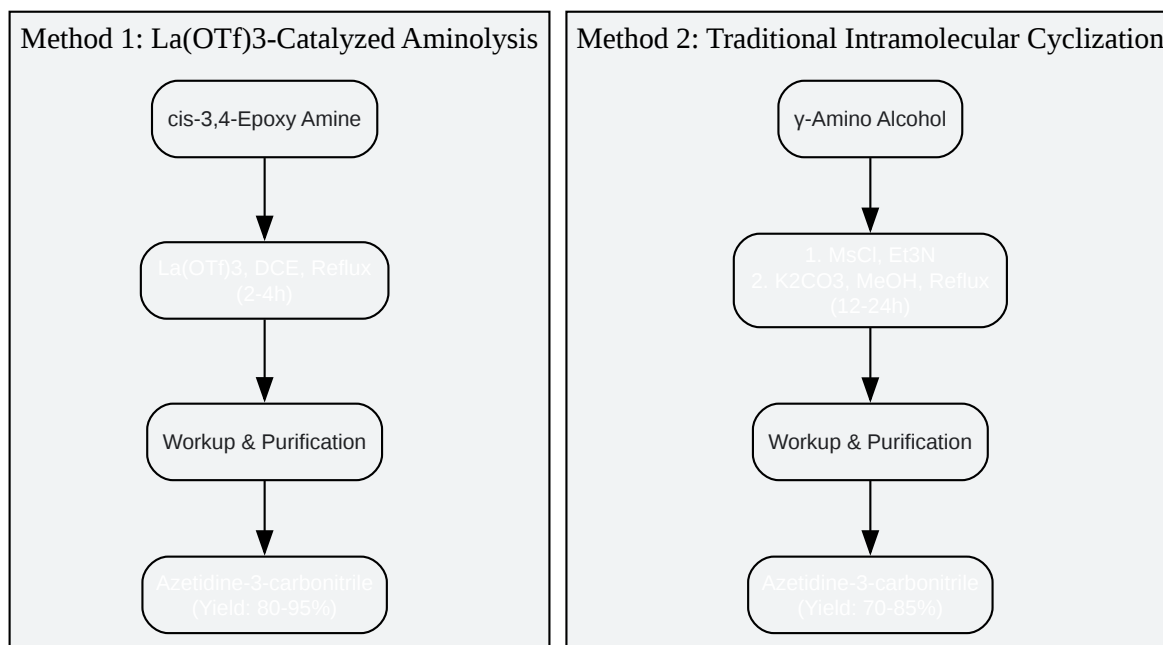 Method 1: La(OTf)3-Catalyzed Aminolysis
cis-3,4-Epoxy Amine
La(OTf)3, DCE, Reflux
(2-4h)
Workup & Purification
Azetidine-3-carbonitrile
(Yield: 80-95%)
Method 2: Traditional Intramolecular Cyclization
γ-Amino Alcohol
1. MsCl, Et3N
2. K2CO3, MeOH, Reflux
(12-24h)
Workup & Purification
Azetidine-3-carbonitrile
(Yield: 70-85%)